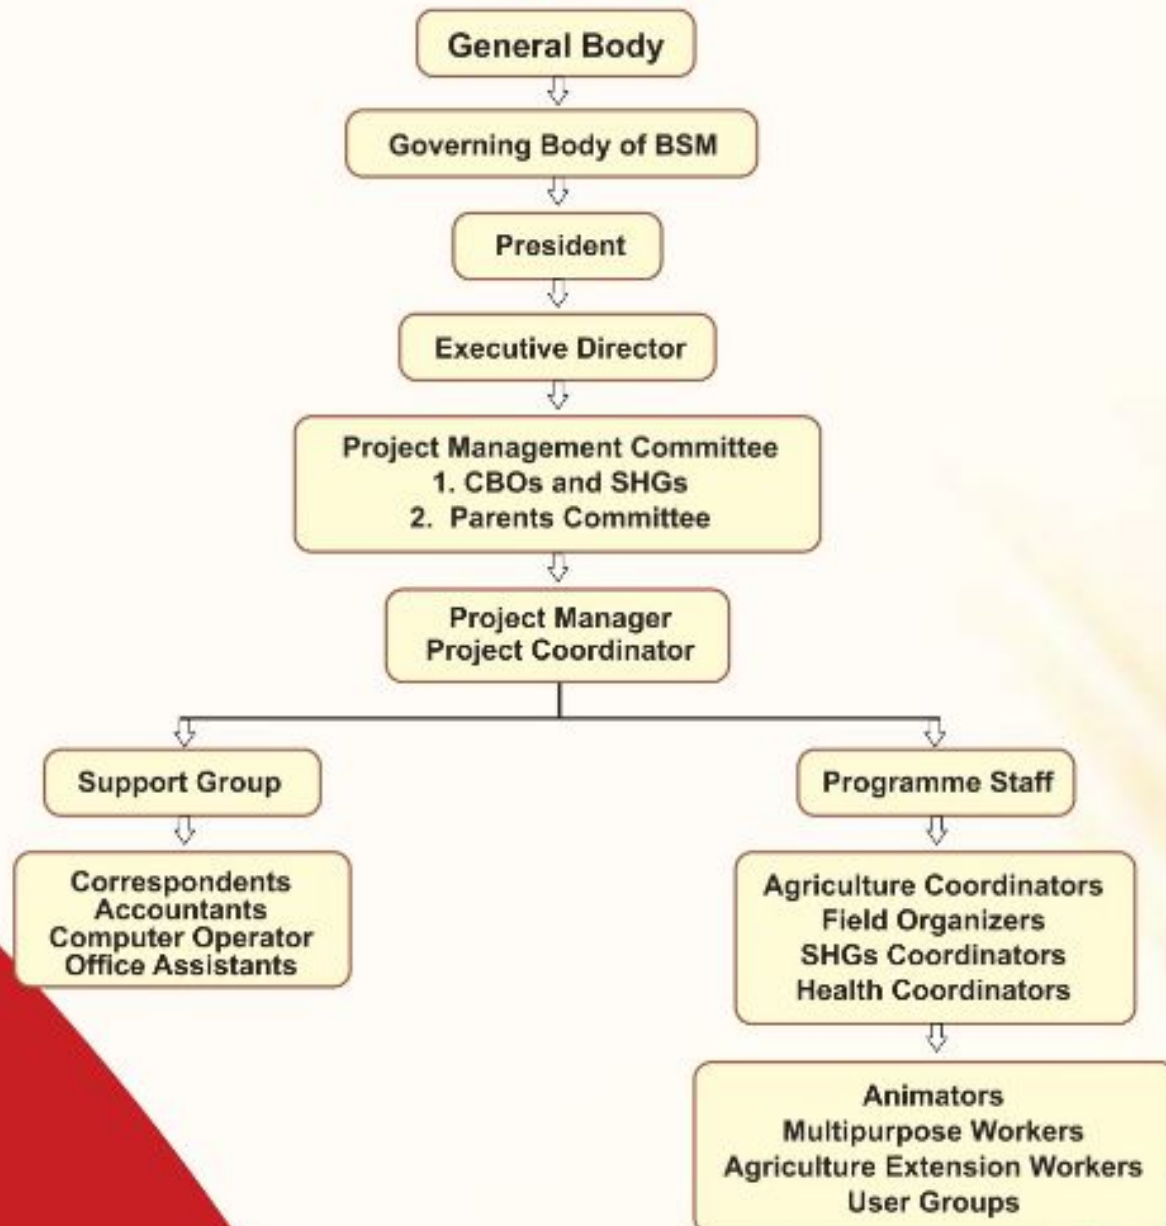 General Body
Governing Body of BSM
President
Executive Director
Project Management Committee
1. CBOs and SHGs
2. Parents Committee
Project Manager
Project Coordinator
Support Group
Correspondents
Accountants
Computer Operator
Office Assistants
Programme Staff
Agriculture Coordinators
Field Organizers
SHGs Coordinators
Health Coordinators
Animators
Multipurpose Workers
Agriculture Extension Workers
User Groups